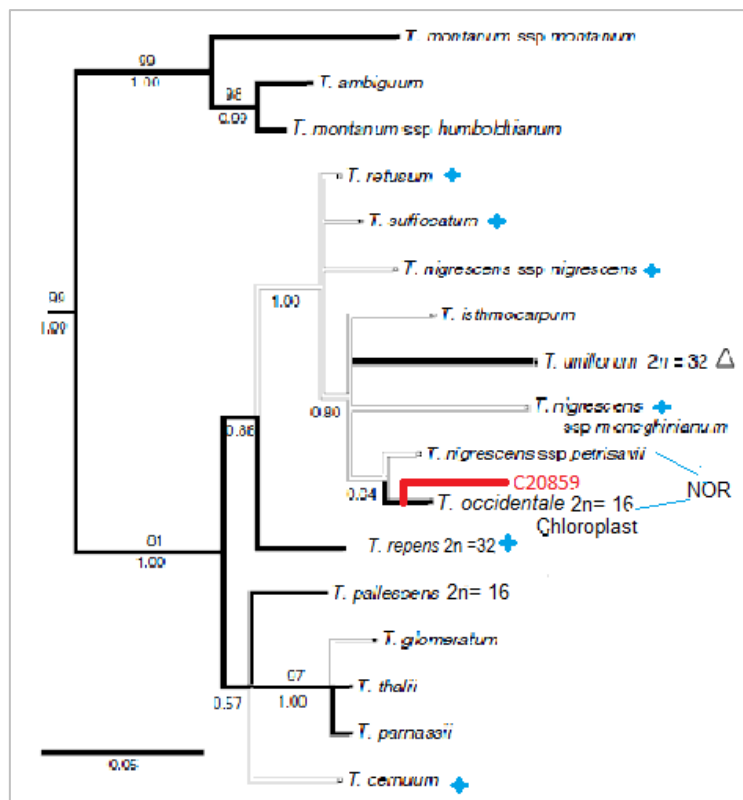 T. montanum ssp montanum
99
1.00
T. ambiguum
98
0.99
T. montanum ssp humboldtianum
T. retusum
T. suffocatum
T. nigrescens ssp nigrescens
99
1.00
1.00
T. isthmocarpum
T. uniflorum 2n = 32
0.80
T. nigrescens
ssp meneghinianum
0.86
T. nigrescens ssp. petrisavii
C20859
NOR
0.94
T. occidentale 2n= 16
Chloroplast
T. repens 2n =32
1.00
T. pallescens 2n= 16
T. glomeratum
1.00
T. thalii
0.57
T. parnassii
T. cernuum
0.05